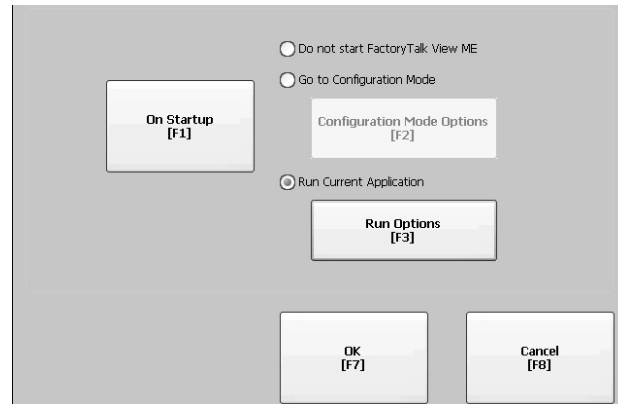 Do not start FactoryTalk View ME
Go to Configuration Mode
On Startup
[F1]
Configuration Mode Options
[F2]
Run Current Application
Run Options
[F3]
OK
[F7]
Cancel
[F8]